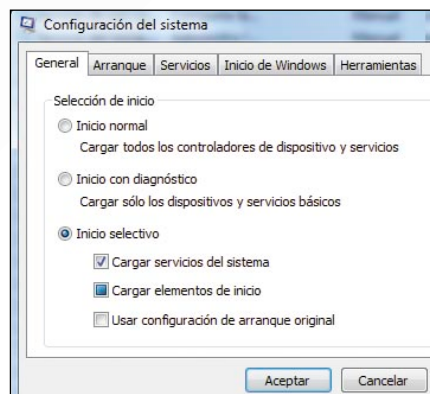 Configuración del sistema
General Arranque Servicios Inicio de Windows Herramientas
Selección de inicio
Inicio normal
Cargar todos los controladores de dispositivo y servicios
Inicio con diagnóstico
Cargar sólo los dispositivos y servicios básicos
Inicio selectivo
Cargar servicios del sistema
Cargar elementos de inicio
Usar configuración de arranque original
Aceptar Cancelar